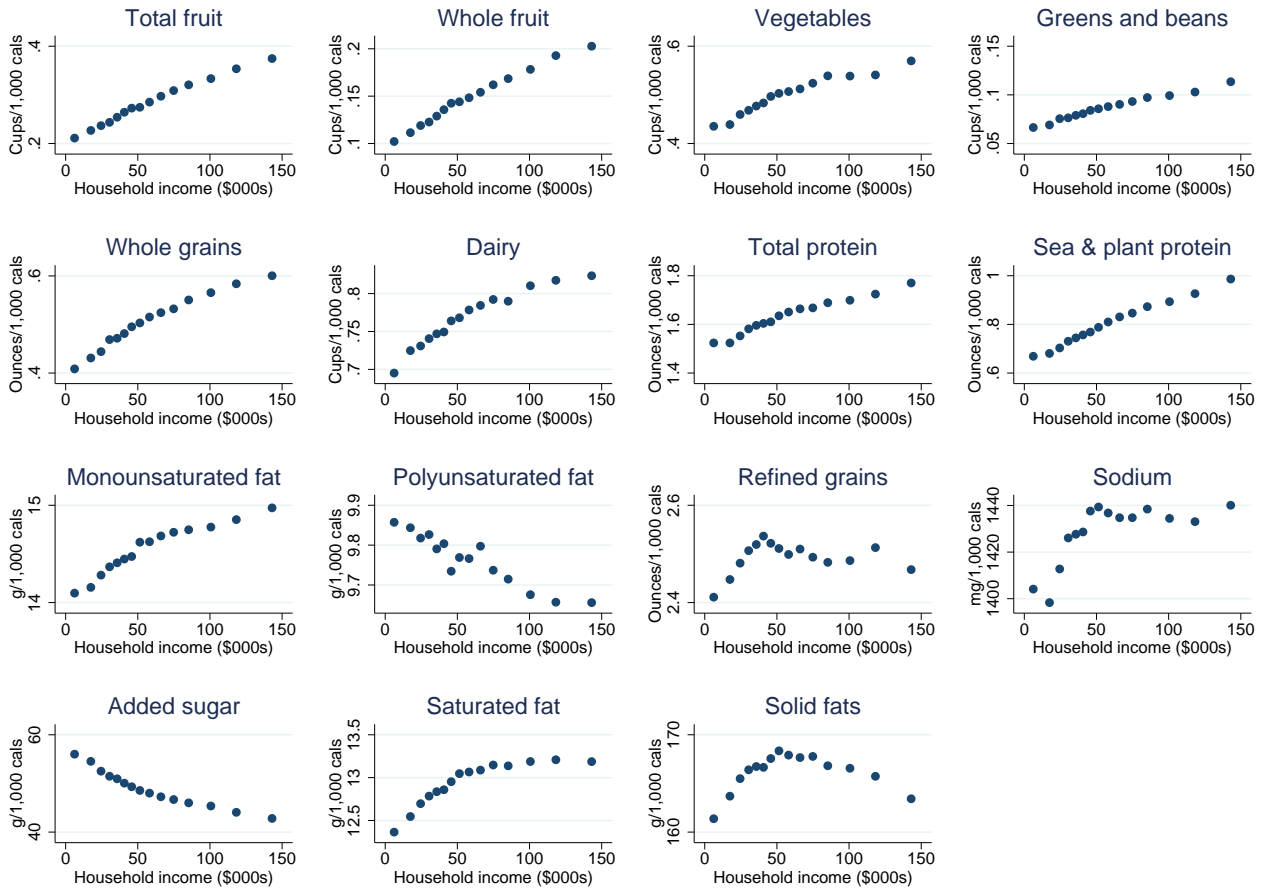 Total fruit
Cups/1,000 cals
.2
.4
0
50
100
150
Household income ($000s)
Whole fruit
Cups/1,000 cals
.1
.15
.2
0
50
100
150
Household income ($000s)
Vegetables
Cups/1,000 cals
.4
.6
0
50
100
150
Household income ($000s)
Greens and beans
Cups/1,000 cals
.05
.1
.15
0
50
100
150
Household income ($000s)
Whole grains
Ounces/1,000 cals
.4
.6
0
50
100
150
Household income ($000s)
Dairy
Cups/1,000 cals
.7
.75
.8
0
50
100
150
Household income ($000s)
Total protein
Ounces/1,000 cals
1.4
1.6
1.8
0
50
100
150
Household income ($000s)
Sea & plant protein
Ounces/1,000 cals
.6
.8
1
0
50
100
150
Household income ($000s)
Monounsaturated fat
g/1,000 cals
14
15
0
50
100
150
Household income ($000s)
Polyunsaturated fat
g/1,000 cals
9.7
9.8
9.9
0
50
100
150
Household income ($000s)
Refined grains
Ounces/1,000 cals
2.4
2.6
0
50
100
150
Household income ($000s)
Sodium
mg/1,000 cals
1400
1420
1440
0
50
100
150
Household income ($000s)
Added sugar
g/1,000 cals
40
60
0
50
100
150
Household income ($000s)
Saturated fat
g/1,000 cals
12.5
13
13.5
0
50
100
150
Household income ($000s)
Solid fats
g/1,000 cals
160
170
0
50
100
150
Household income ($000s)